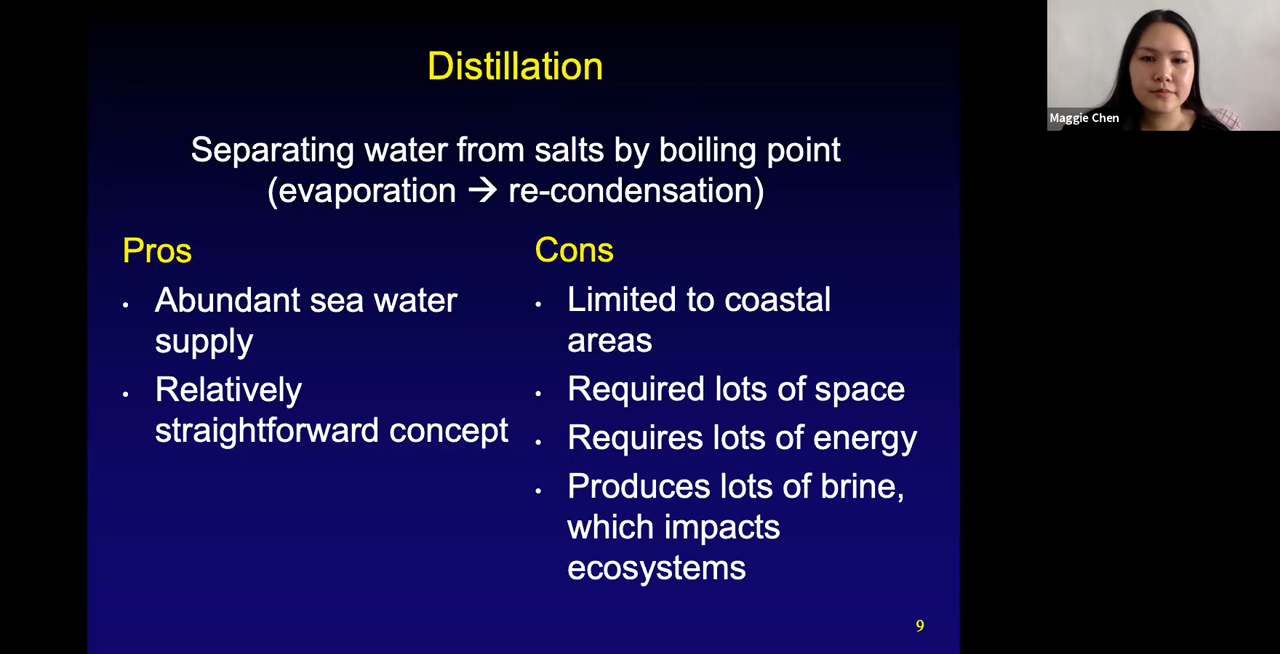 Distillation
Separating water from salts by boiling point
(evaporation → re-condensation)
Pros
• Abundant sea water
supply
• Relatively
straightforward concept
Cons
• Limited to coastal
areas
• Required lots of space
• Requires lots of energy
• Produces lots of brine,
which impacts
ecosystems
9
Maggie Chen